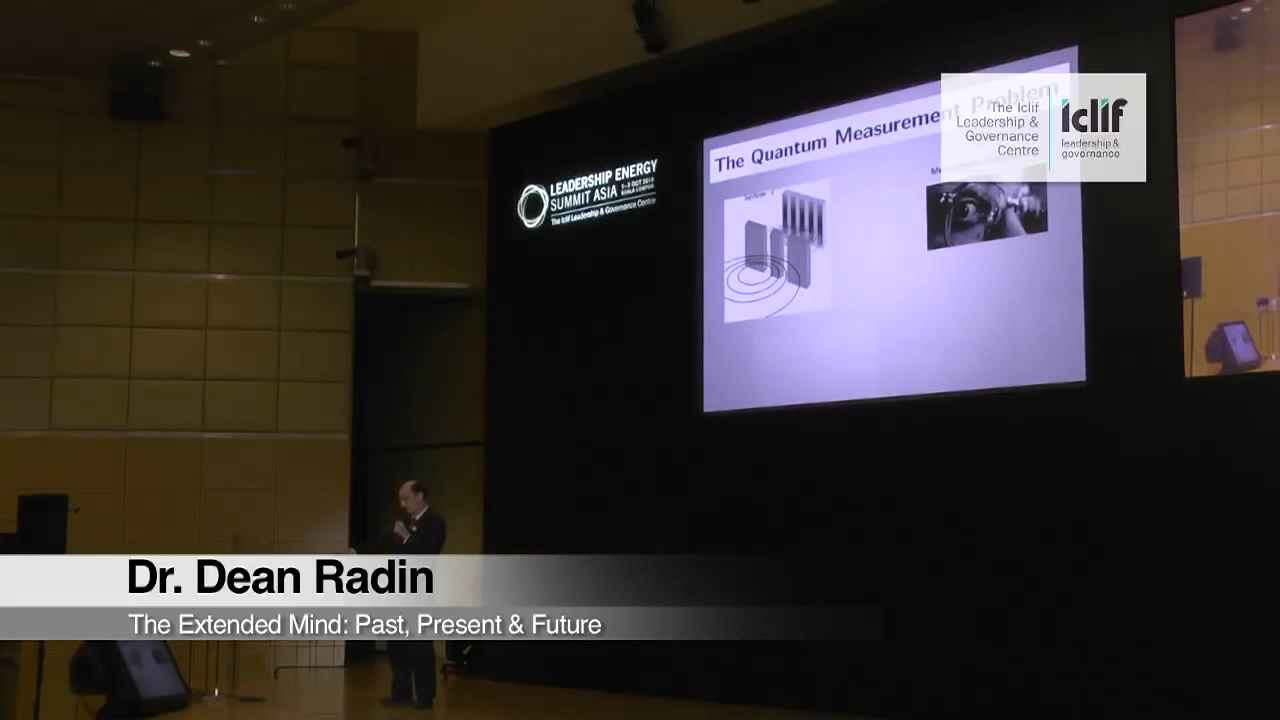 The Iclif
Leadership &
Governance
Centre
iclif
leadership &
governance
The Quantum Measurement Problem
LEADERSHIP ENERGY
SUMMIT ASIA
The Iclif Leadership & Governance Centre
Dr. Dean Radin
The Extended Mind: Past, Present & Future